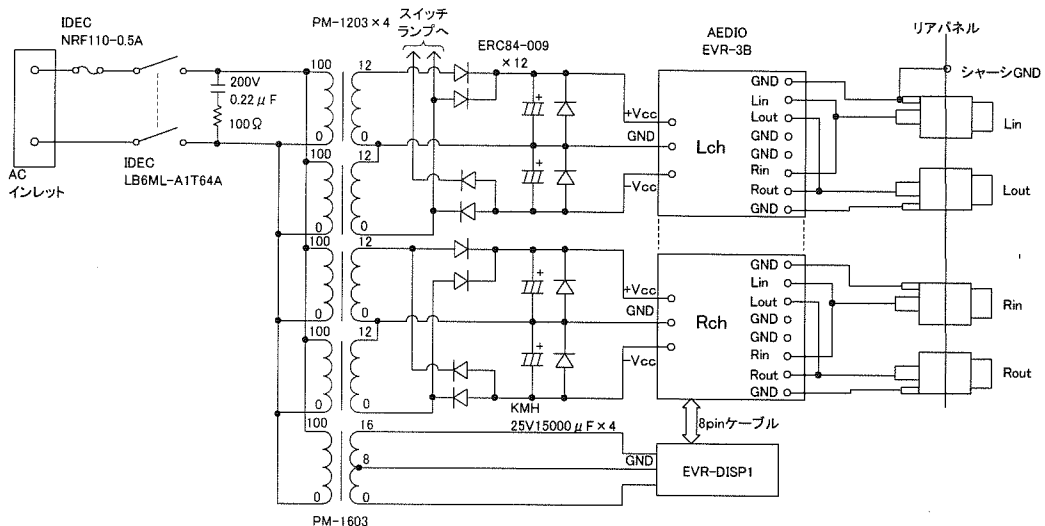 IDEC
NRF110-0.5A
AC
インレット
IDEC
LB6ML-A1T64A
200V
0.22μF
100Ω
PM-1203×4
スイッチ
ランプへ
ERC84-009
×12
100
0
12
0
100
0
12
0
100
0
12
0
100
0
12
0
100
0
16
8
0
PM-1603
+
+
+
+
KMH
25V15000μF×4
+Vcc
GND
-Vcc
AEDIO
EVR-3B
Lch
GND
Lin
Lout
GND
GND
Rin
Rout
GND
+Vcc
GND
-Vcc
Rch
GND
Lin
Lout
GND
GND
Rin
Rout
GND
8pinケーブル
GND
EVR-DISP1
リアパネル
シャーシGND
Lin
Lout
Rin
Rout